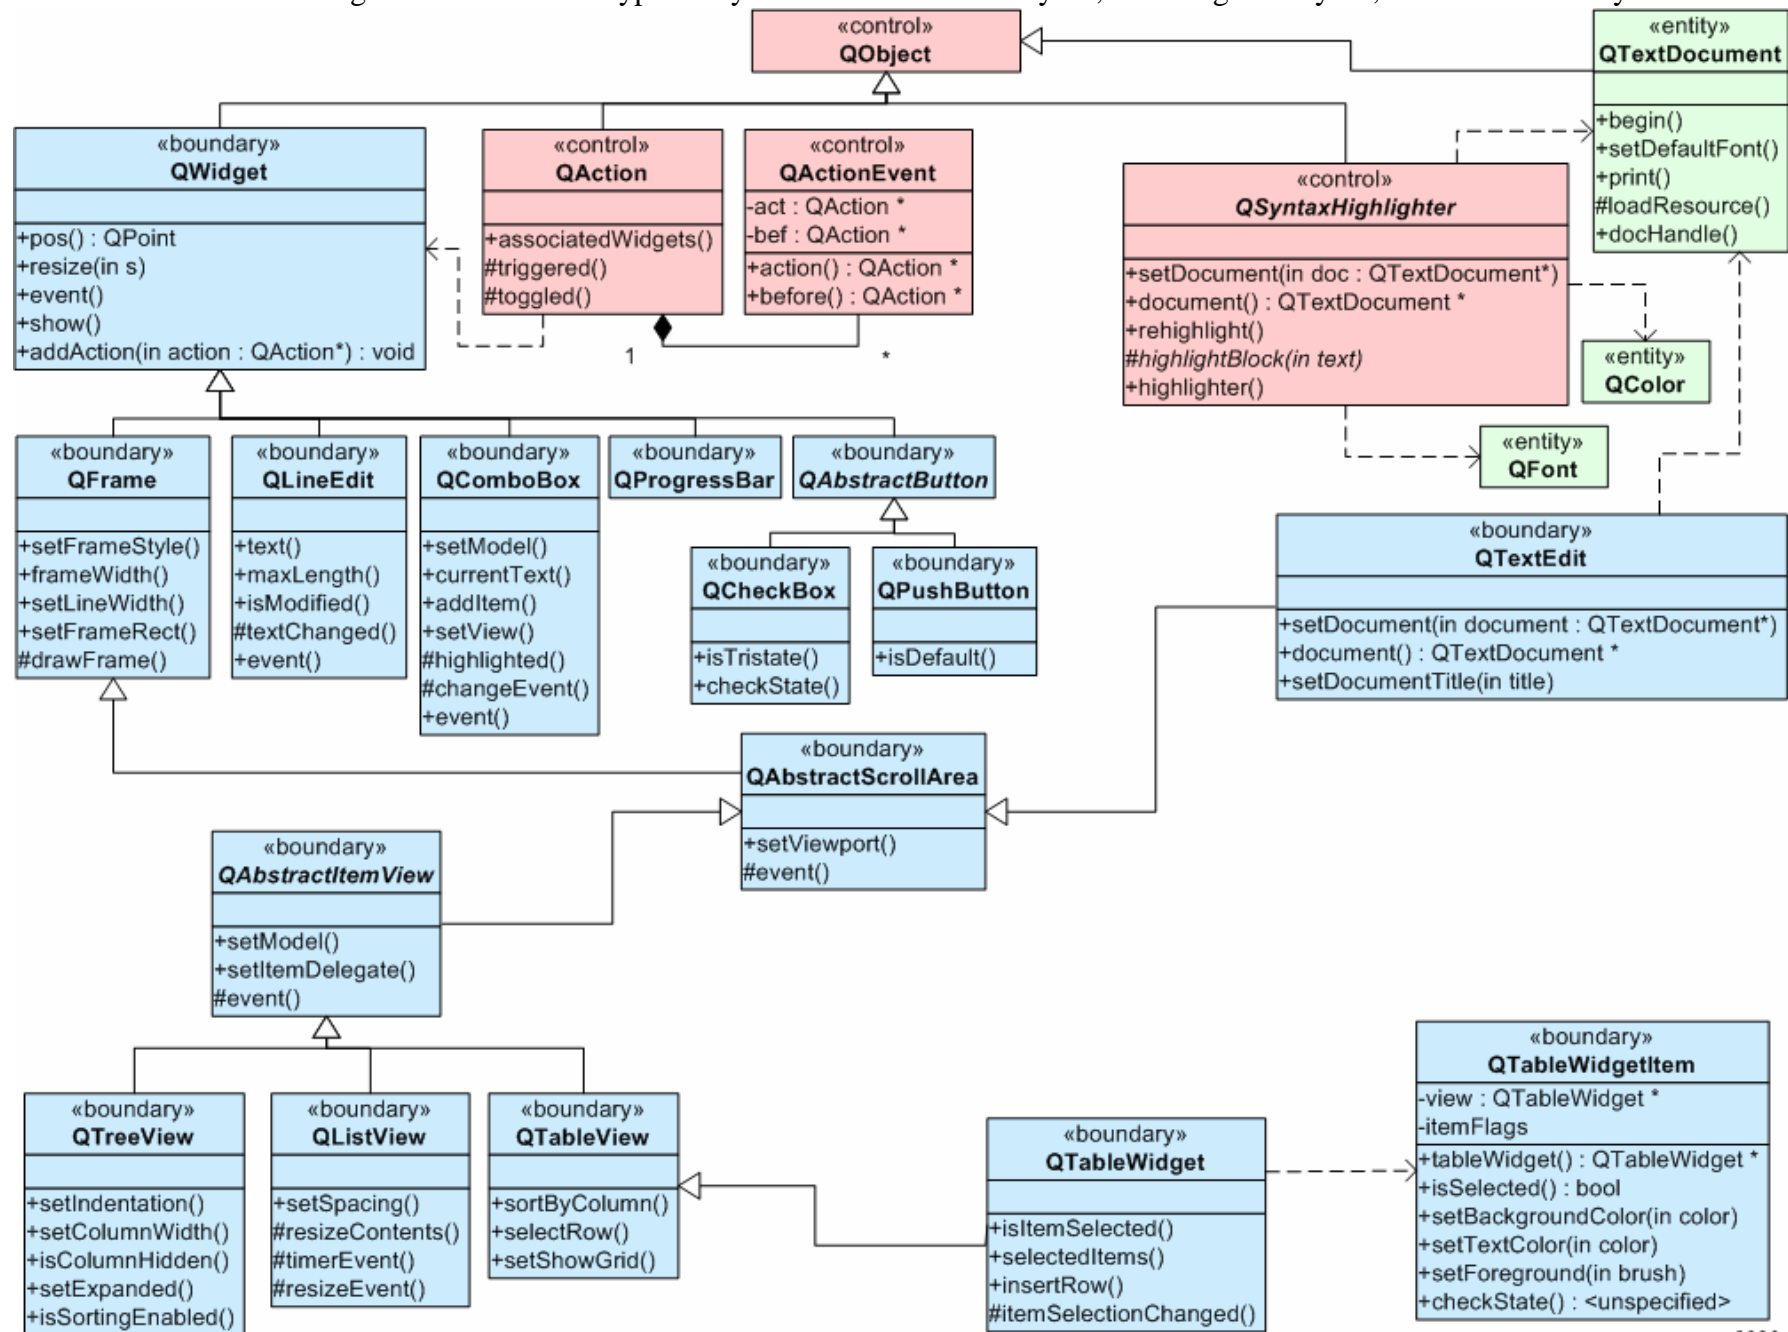 «control»
QObject
«entity»
QTextDocument
+begin()
+setDefaultFont()
+print()
#loadResource()
+docHandle()
«boundary»
QWidget
+pos() : QPoint
+resize(in s)
+event()
+show()
+addAction(in action : QAction*) : void
«control»
QAction
+associatedWidgets()
#triggered()
#toggled()
«control»
QActionEvent
-act : QAction *
-bef : QAction *
+action() : QAction *
+before() : QAction *
1
*
«control»
QSyntaxHighlighter
+setDocument(in doc : QTextDocument*)
+document() : QTextDocument *
+rehighlight()
#highlightBlock(in text)
+highlighter()
«entity»
QColor
«entity»
QFont
«boundary»
QFrame
+setFrameStyle()
+frameWidth()
+setLineWidth()
+setFrameRect()
#drawFrame()
«boundary»
QLineEdit
+text()
+maxLength()
+isModified()
#textChanged()
+event()
«boundary»
QComboBox
+setModel()
+currentText()
+addItem()
+setView()
#highlighted()
#changeEvent()
+event()
«boundary»
QProgressBar
«boundary»
QAbstractButton
«boundary»
QCheckBox
+isTristate()
+checkState()
«boundary»
QPushButton
+isDefault()
«boundary»
QTextEdit
+setDocument(in document : QTextDocument*)
+document() : QTextDocument *
+setDocumentTitle(in title)
«boundary»
QAbstractScrollArea
+setViewport()
#event()
«boundary»
QAbstractItemView
+setModel()
+setItemDelegate()
#event()
«boundary»
QTreeView
+setIndentation()
+setColumnWidth()
+isColumnHidden()
+setExpanded()
+isSortingEnabled()
«boundary»
QListView
+setSpacing()
#resizeContents()
#timerEvent()
#resizeEvent()
«boundary»
QTableView
+sortByColumn()
+selectRow()
+setShowGrid()
«boundary»
QTableWidget
+isItemSelected()
+selectedItems()
+insertRow()
#itemSelectionChanged()
«boundary»
QTableWidgetItem
-view : QTableWidget *
-itemFlags
+tableWidget() : QTableWidget *
+isSelected() : bool
+setBackgroundColor(in color)
+setTextColor(in color)
+setForeground(in brush)
+checkState() : <unspecified>